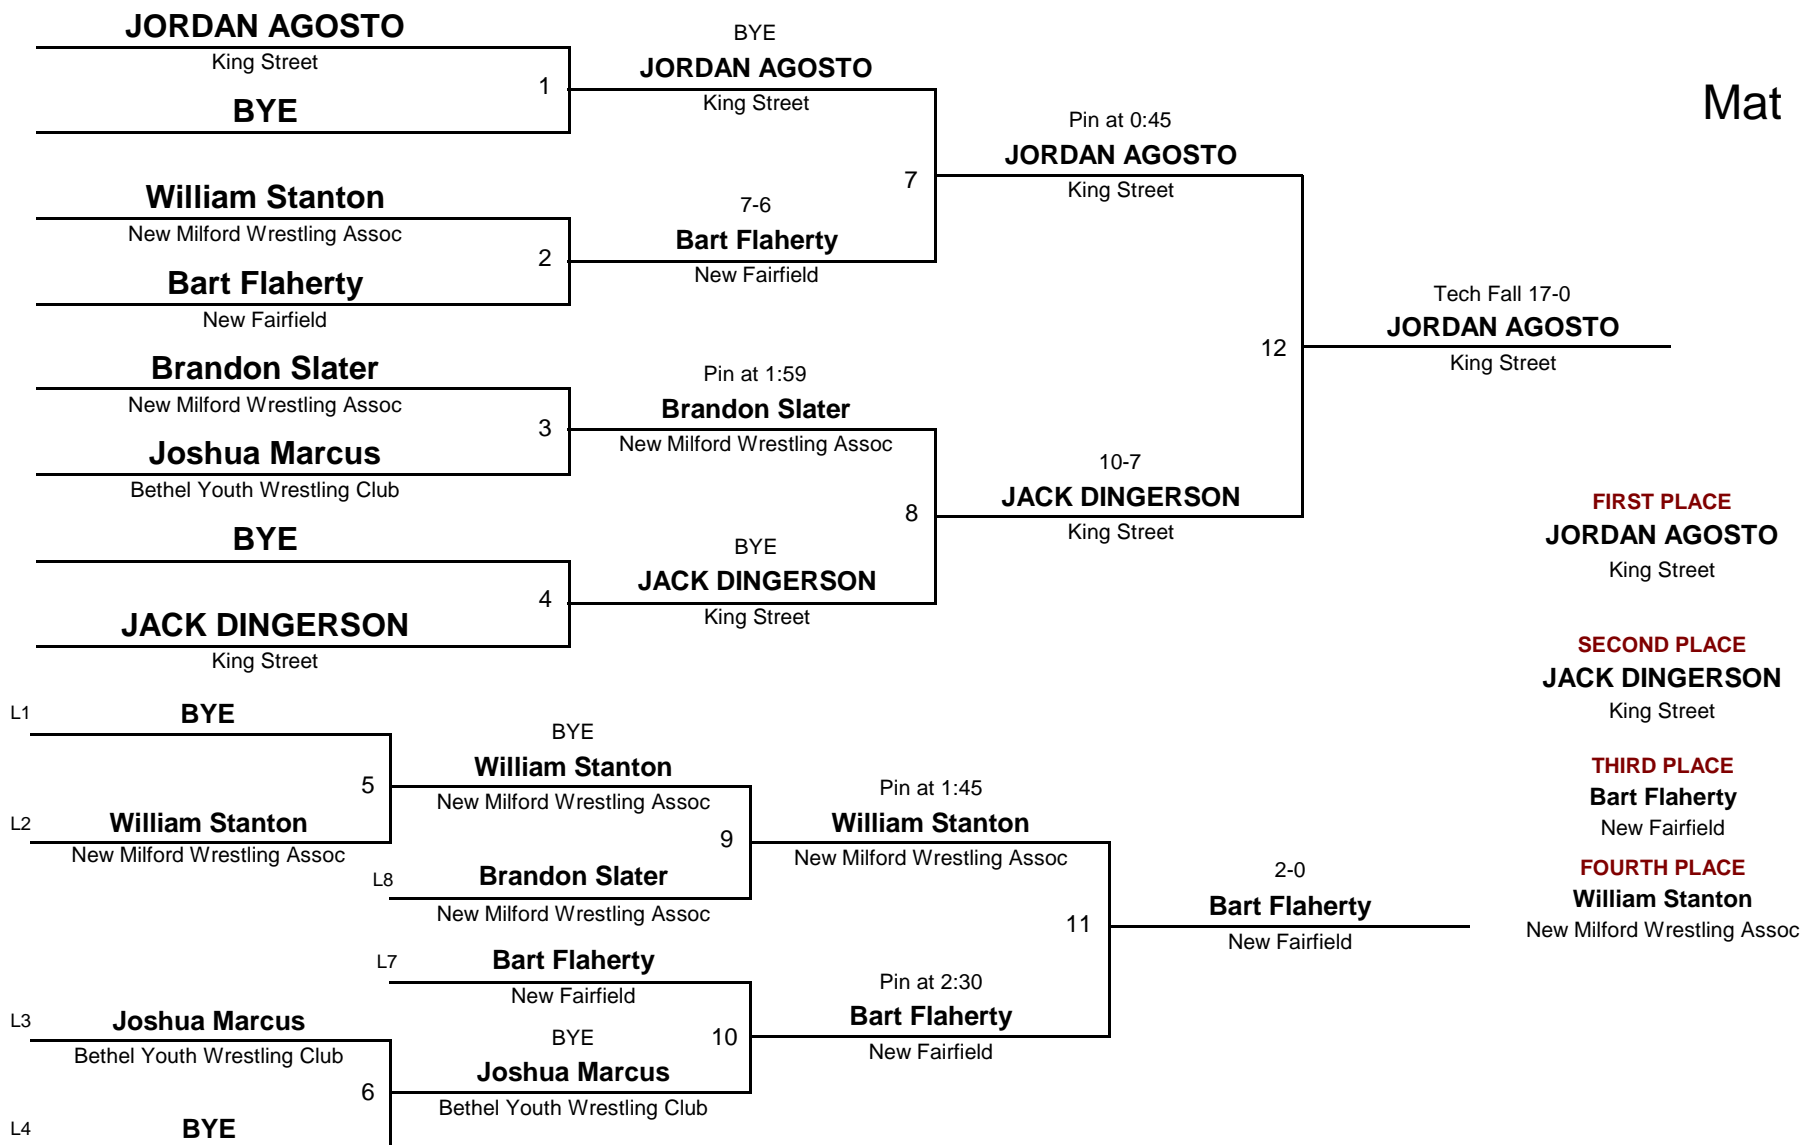 JORDAN AGOSTO
King Street
1
BYE
BYE
JORDAN AGOSTO
King Street
Mat
William Stanton
New Milford Wrestling Assoc
2
Bart Flaherty
New Fairfield
7-6
Bart Flaherty
New Fairfield
7
Pin at 0:45
JORDAN AGOSTO
King Street
Brandon Slater
New Milford Wrestling Assoc
3
Joshua Marcus
Bethel Youth Wrestling Club
Pin at 1:59
Brandon Slater
New Milford Wrestling Assoc
8
BYE
4
JACK DINGERSON
King Street
BYE
JACK DINGERSON
King Street
10-7
JACK DINGERSON
King Street
12
Tech Fall 17-0
JORDAN AGOSTO
King Street
FIRST PLACE
JORDAN AGOSTO
King Street
SECOND PLACE
JACK DINGERSON
King Street
THIRD PLACE
Bart Flaherty
New Fairfield
FOURTH PLACE
William Stanton
New Milford Wrestling Assoc
L1
BYE
5
L2
William Stanton
New Milford Wrestling Assoc
BYE
William Stanton
New Milford Wrestling Assoc
9
L8
Brandon Slater
New Milford Wrestling Assoc
Pin at 1:45
William Stanton
New Milford Wrestling Assoc
11
2-0
Bart Flaherty
New Fairfield
L7
Bart Flaherty
New Fairfield
10
L3
Joshua Marcus
Bethel Youth Wrestling Club
6
L4
BYE
BYE
Joshua Marcus
Bethel Youth Wrestling Club
Pin at 2:30
Bart Flaherty
New Fairfield